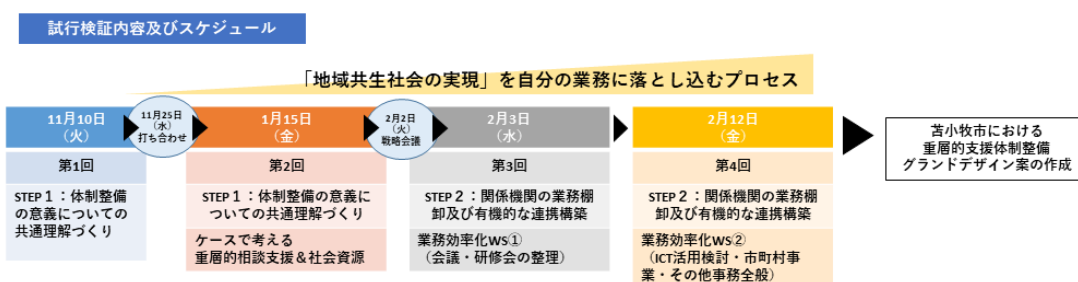 試行検証内容及びスケジュール
「地域共生社会の実現」を自分の業務に落とし込むプロセス
11月10日
（火）
11月25日
（水）
打ち合わせ
1月15日
（金）
2月2日
（火）
戦略会議
2月3日
（水）
2月12日
（金）
第1回
STEP１：体制整備
の意義についての
共通理解づくり
第2回
STEP１：体制整備の意義に
ついての共通理解づくり
ケースで考える
重層的相談支援＆社会資源
第3回
STEP２：関係機関の業務棚
卸及び有機的な連携構築
業務効率化WS①
（会議・研修会の整理）
第4回
STEP２：関係機関の業務棚
卸及び有機的な連携構築
業務効率化WS②
（ICT活用検討・市町村事
業・その他事務全般）
苫小牧市における
重層的支援体制整備
グランドデザイン案の作成